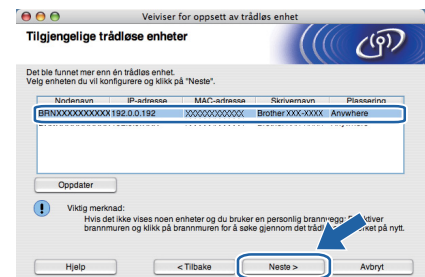 Veiviser for oppsett av trådløs enhet
Tilgjengelige trådløse enheter
Det ble funnet mer enn én trådløs enhet.
Velg enheten du vil konfigurere og klikk på "Neste".
Nodenavn IP-adresse MAC-adresse Skrivernavn Plassering
BRNXXXXXXXXXX 192.0.0.192 XXXXXXXXXXXX Brother XXX-XXXX Anywhere
Oppdater
Viktig merknad:
Hvis det ikke vises noen enheter og du bruker en personlig
brannmuren og klikk på brannmuren for å søke gjennom det på nytt.
Hjelp < Tilbake Neste > Avbryt